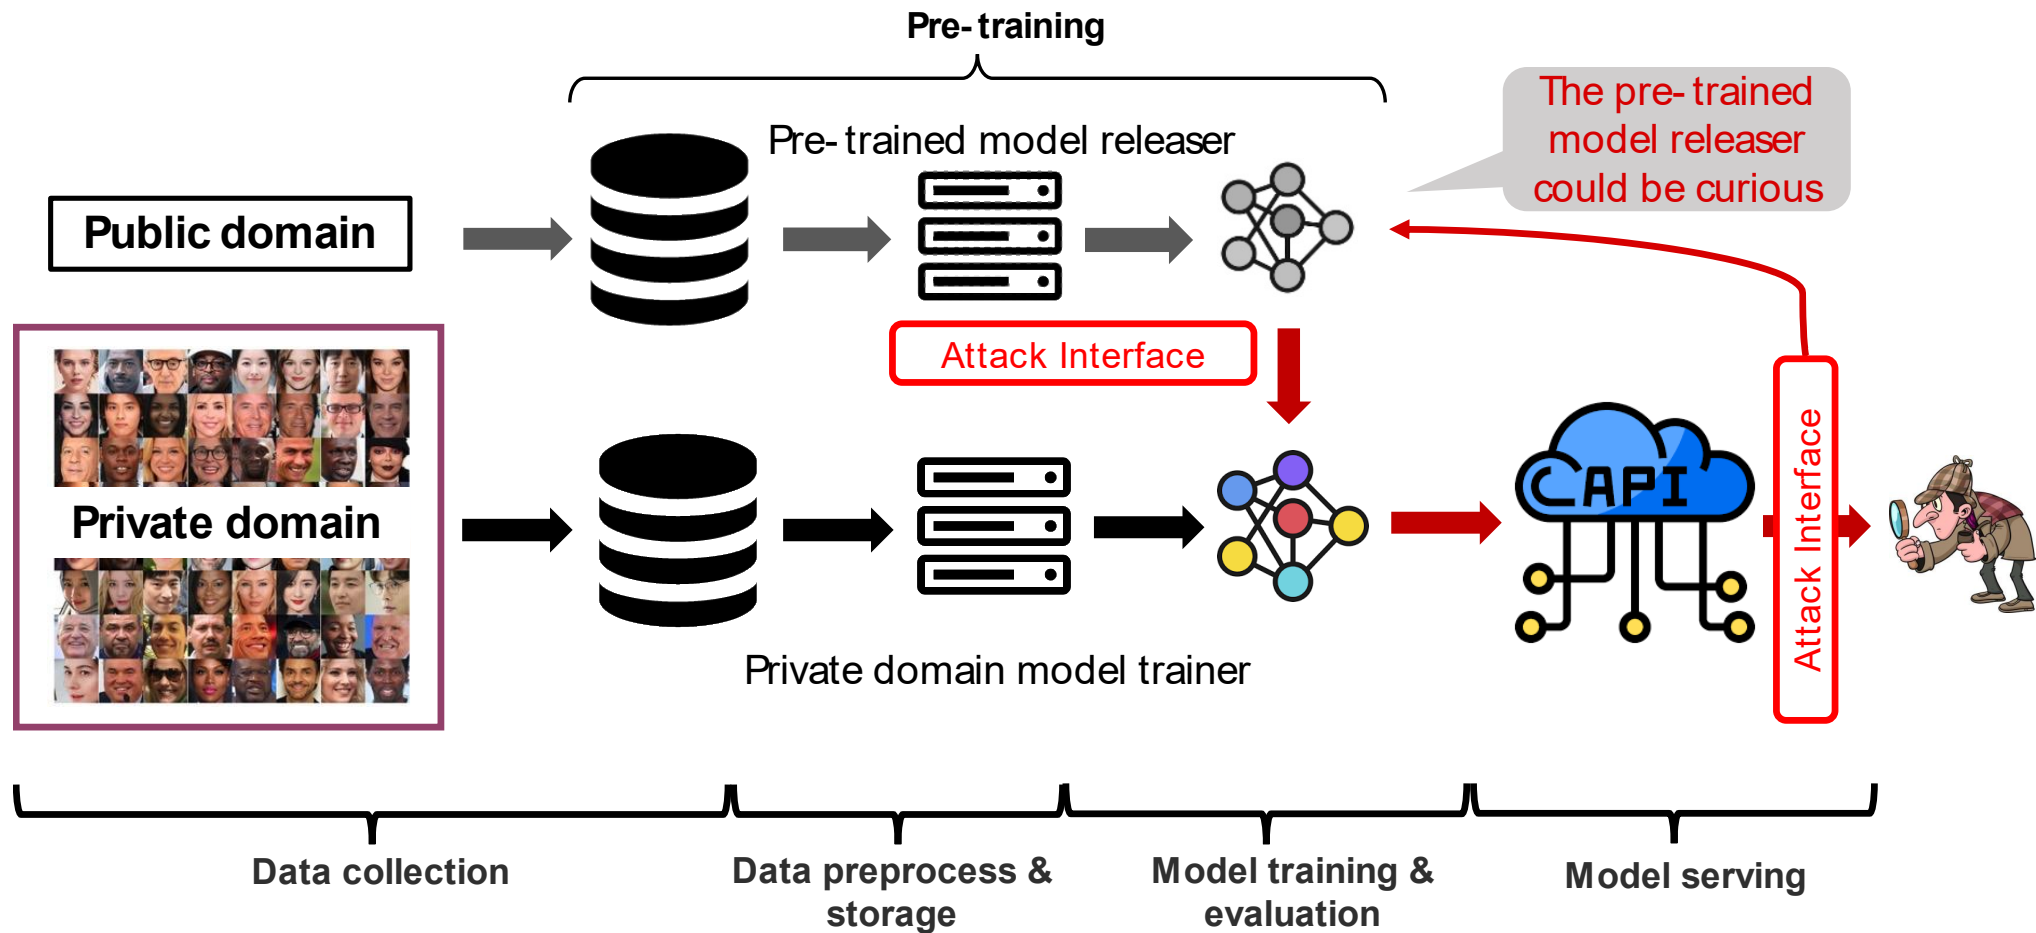 Pre-training
Pre-trained model releaser
The pre-trained
model releaser
could be curious
Public domain
Attack Interface
Private domain
API
Attack Interface
Private domain model trainer
Data collection
Data preprocess &
storage
Model training &
evaluation
Model serving